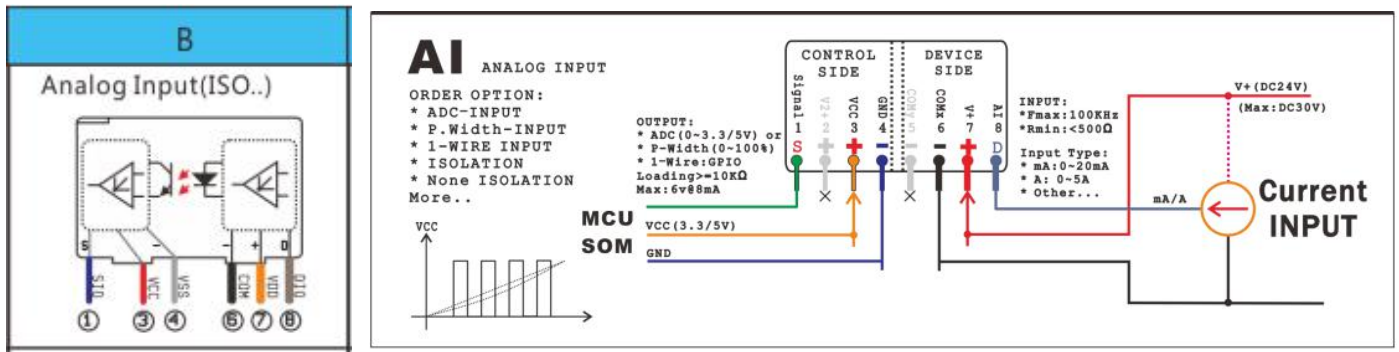 B
Analog Input(ISO..)
S
-
-
+
D
SIO
VCC
VSS
COM
VDD
DIO
①
③
④
⑥
⑦
⑧
AI ANALOG INPUT
ORDER OPTION:
* ADC-INPUT
* P.Width-INPUT
* 1-WIRE INPUT
* ISOLATION
* None ISOLATION
More..
VCC
OUTPUT:
* ADC(0~3.3/5V) or
* P-Width(0~100%)
* 1-Wire:GPIO
Loading>=10KΩ
Max:6v@8mA
CONTROL SIDE
DEVICE SIDE
Signal 1
V2+ 2
VCC 3
GND 4
COM× 5
COM× 6
V+ 7
AI 8
S
D
MCU
SOM
VCC(3.3/5V)
GND
INPUT:
*Fmax:100KHz
*Rmin:<500Ω
Input Type:
* mA:0~20mA
* A: 0~5A
* Other...
V+(DC24V)
(Max:DC30V)
mA/A
Current
INPUT